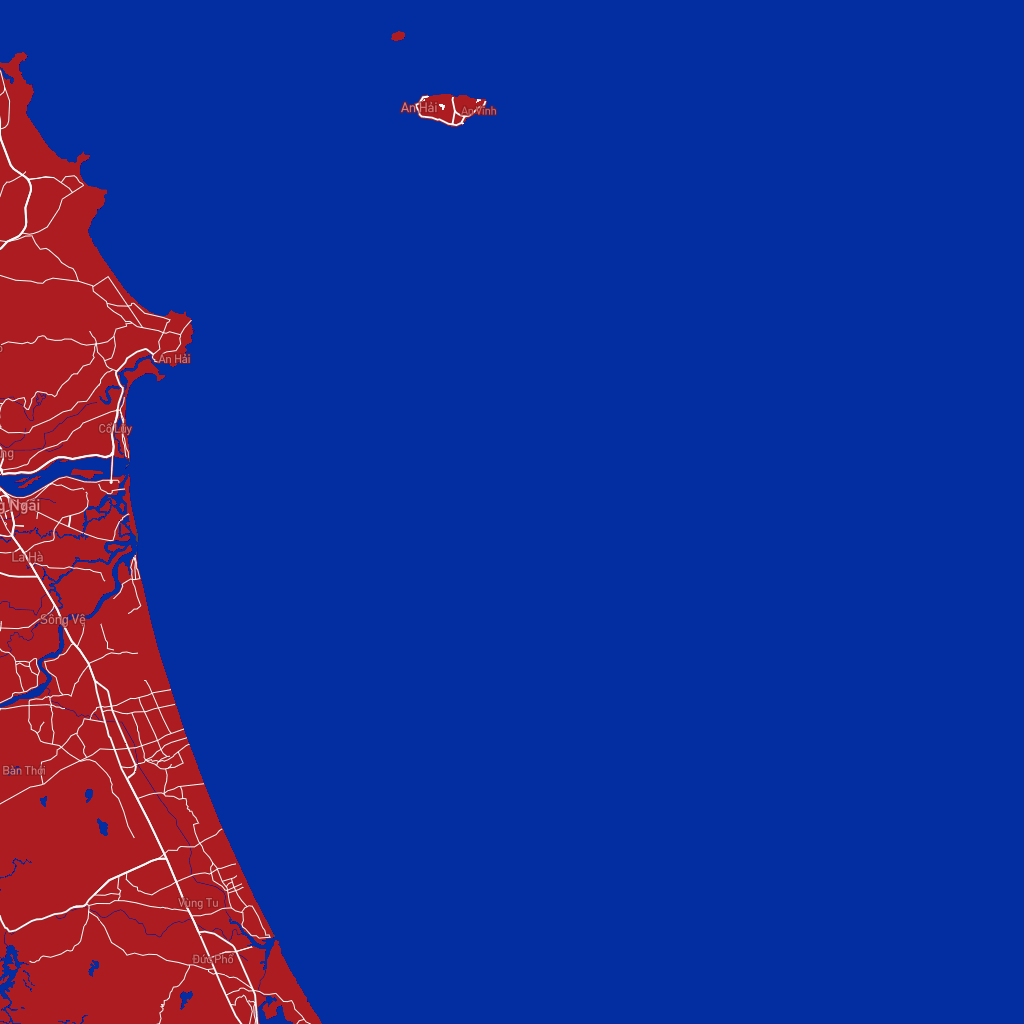 An Hải
An Vĩnh
An Hải
Cổ Lũy
ng
g Ngãi
La Hà
Sông Vệ
Bàn Thới
Vùng Tu
Đức Phổ